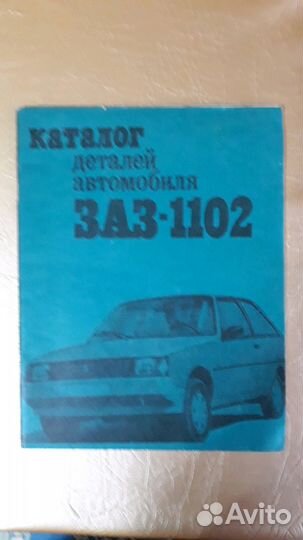 каталог
деталей
автомобиля
ЗАЗ-1102
Avito